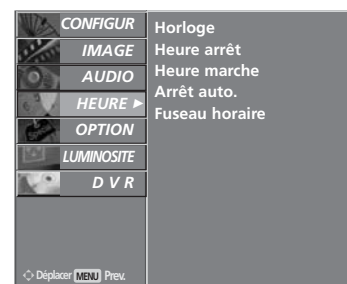 CONFIGUR
IMAGE
AUDIO
HEURE ►
OPTION
LUMINOSITE
D V R
Horloge
Heure arrêt
Heure marche
Arrêt auto.
Fuseau horaire
Déplacer MENU Prev.